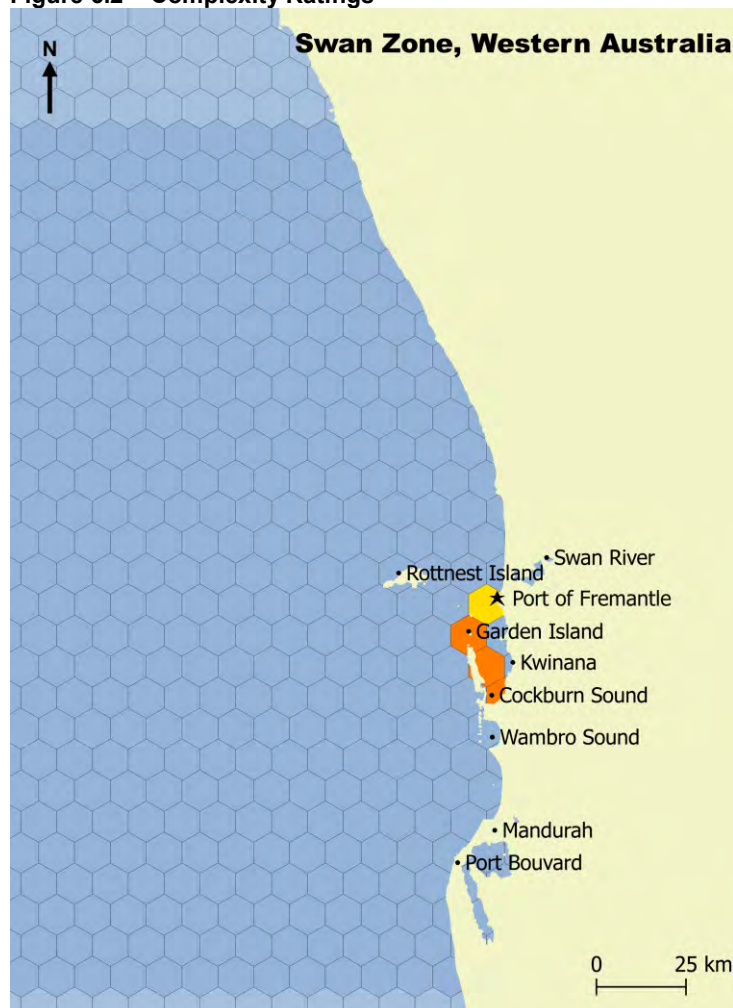 Figure 6.2 – Complexity Ratings
Swan Zone, Western Australia
N
Swan River
Rottnest Island
Port of Fremantle
Garden Island
Kwinana
Cockburn Sound
Wambro Sound
Mandurah
Port Bouvard
0 25 km